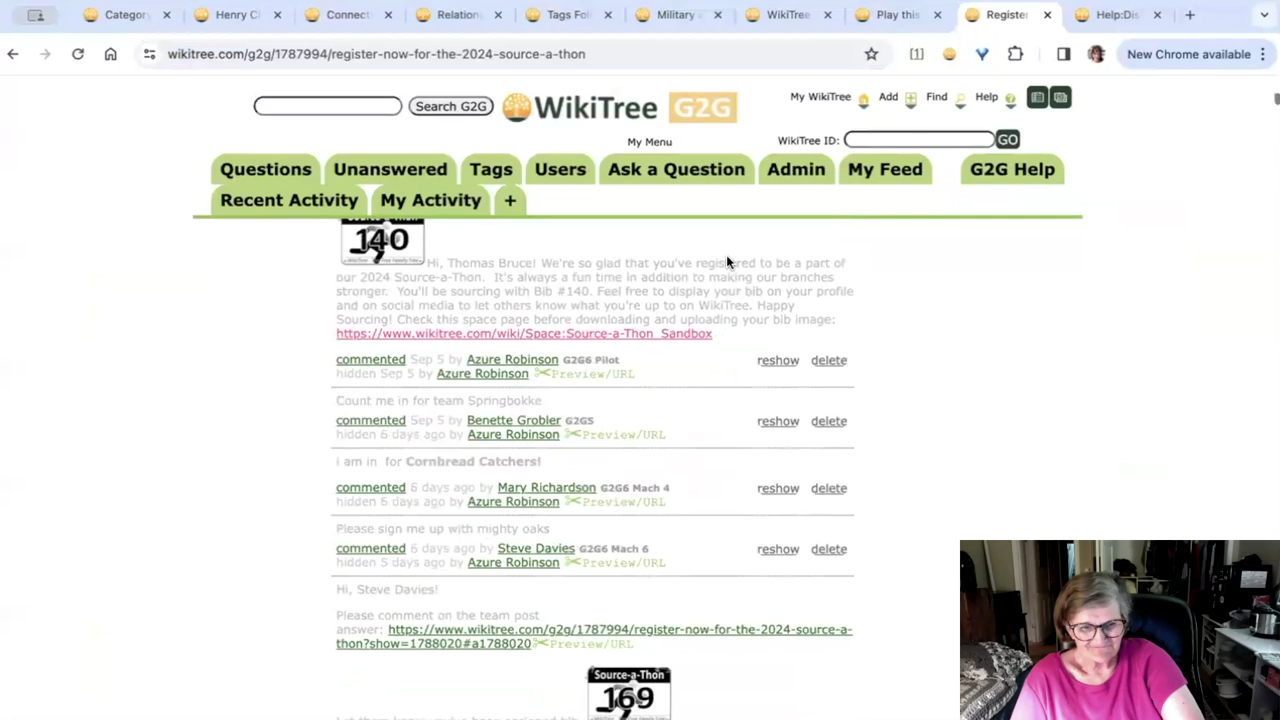 Category
Henry C
Connect
Relation
Tags Fol
Military
WikiTree
Play this
Register
Help:Dis
wikitree.com/g2g/1787994/register-now-for-the-2024-source-a-thon
[1]
New Chrome available
Search G2G
WikiTree G2G
My WikiTree
Add
Find
Help
My Menu
WikiTree ID:
GO
Questions
Unanswered
Tags
Users
Ask a Question
Admin
My Feed
G2G Help
Recent Activity
My Activity
+
140
Hi, Thomas Bruce! We're so glad that you've registered to be a part of
our 2024 Source-a-Thon. It's always a fun time in addition to making our branches
stronger. You'll be sourcing with Bib #140. Feel free to display your bib on your profile
and on social media to let others know what you're up to on WikiTree. Happy
Sourcing! Check this space page before downloading and uploading your bib image:
https://www.wikitree.com/wiki/Space:Source-a-Thon_Sandbox
commented Sep 5 by Azure Robinson G2G6 Pilot
reshow delete
hidden Sep 5 by Azure Robinson Preview/URL
Count me in for team Springbokke
commented Sep 5 by Benette Grobler G2G5
reshow delete
hidden 6 days ago by Azure Robinson Preview/URL
i am in for Cornbread Catchers!
commented 6 days ago by Mary Richardson G2G6 Mach 4
reshow delete
hidden 6 days ago by Azure Robinson Preview/URL
Please sign me up with mighty oaks
commented 6 days ago by Steve Davies G2G6 Mach 6
reshow delete
hidden 5 days ago by Azure Robinson Preview/URL
Hi, Steve Davies!
Please comment on the team post
answer: https://www.wikitree.com/g2g/1787994/register-now-for-the-2024-source-a-
thon?show=1788020#a1788020 Preview/URL
Source-a-Thon
169